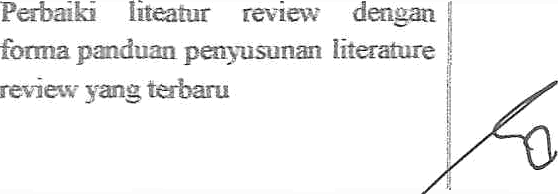 Perbaiki liteatur review dengan
forma panduan penyusunan literature
review yang terbaru